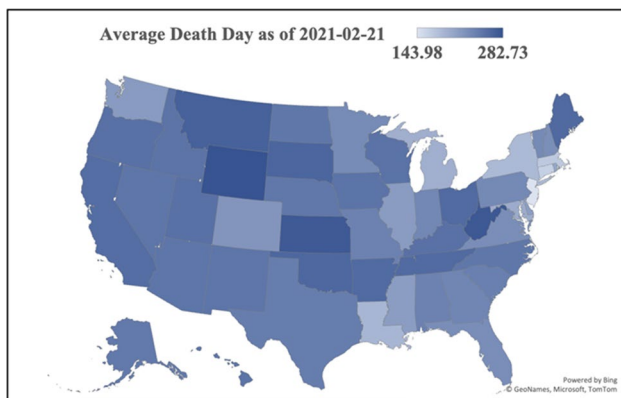 Average Death Day as of 2021-02-21
143.98 282.73
Powered by Bing
© GeoNames, Microsoft, TomTom